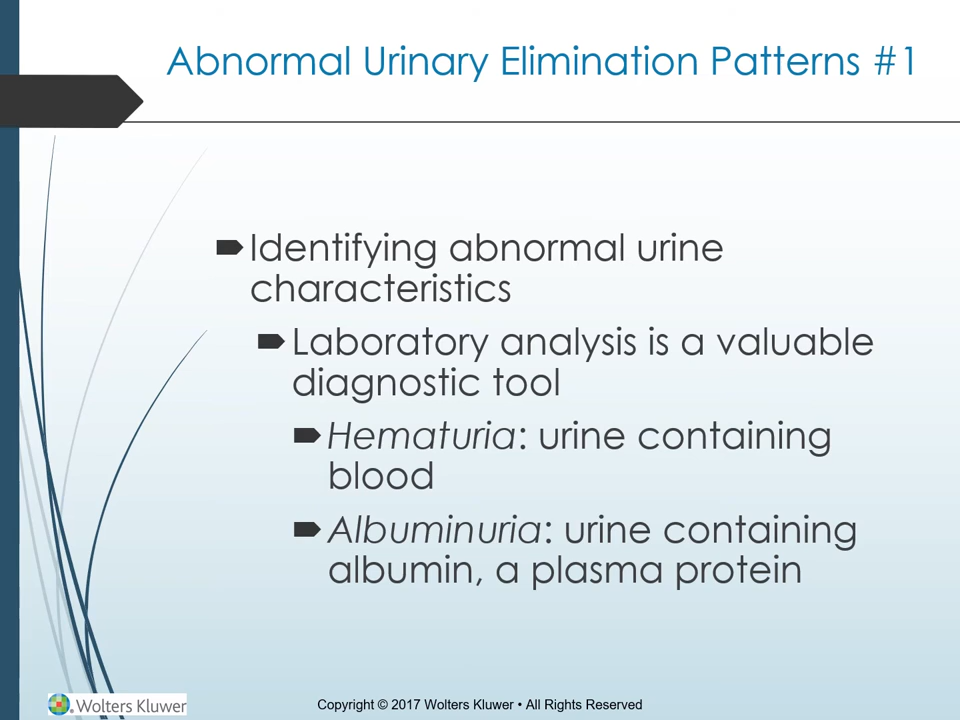 Abnormal Urinary Elimination Patterns #1
Identifying abnormal urine
characteristics
Laboratory analysis is a valuable
diagnostic tool
Hematuria: urine containing
blood
Albuminuria: urine containing
albumin, a plasma protein
Wolters Kluwer
Copyright © 2017 Wolters Kluwer • All Rights Reserved